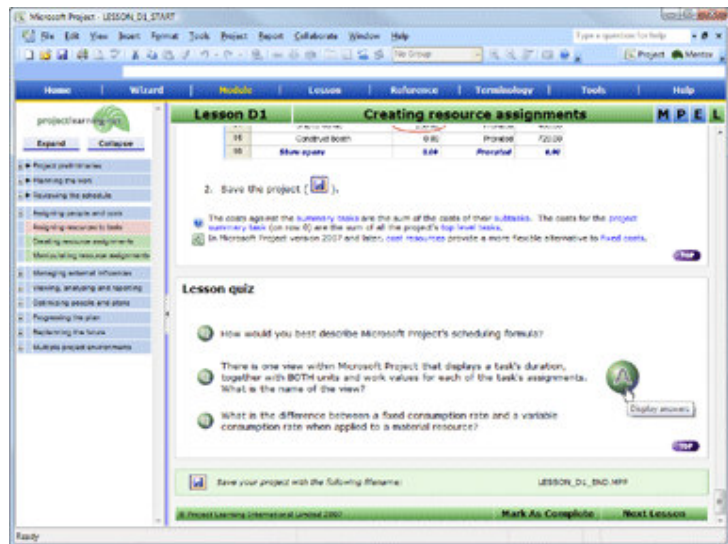 Microsoft Project - LESSON_D1_START
File Edit View Insert Format Tools Project Report Collaborate Window Help
Type a question for help
No Group
Project Mentor
Home | Wizard | Module | Lesson | Reference | Terminology | Tools | Help
projectlearning
Expand Collapse
Project preliminaries
Planning the work
Reviewing the schedule
Assigning people and costs
Assigning resources to tasks
Creating resource assignments
Manipulating resource assignments
Managing external influences
Viewing, analysing and reporting
Optimizing people and plans
Progressing the plan
Replanning the future
Multiple project environments
Lesson D1 Creating resource assignments M P E L
Construct Booth 0.00 Prorated 720.00
Show opens 0.00 Prorated 0.00
2. Save the project ( ).
The costs against the summary tasks are the sum of the costs of their subtasks. The costs for the project
summary task (on row 0) are the sum of all the project's top level tasks.
In Microsoft Project version 2007 and later, cost resources provide a more flexible alternative to fixed costs.
TOP
Lesson quiz
Q How would you best describe Microsoft Project's scheduling formula?
Q There is one view within Microsoft Project that displays a task's duration,
together with BOTH units and work values for each of the task's assignments.
What is the name of the view?
A
Display answers
Q What is the difference between a fixed consumption rate and a variable
consumption rate when applied to a material resource?
TOP
Save your project with the following filename: LESSON_D1_END.MPP
© Project Learning International Limited 2007 Mark As Complete Next Lesson
Ready